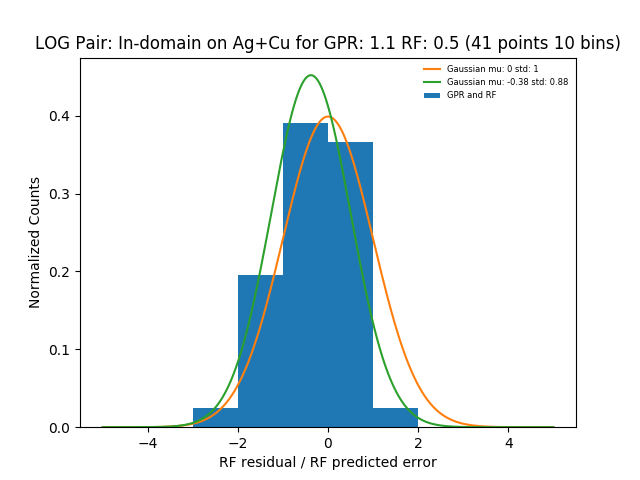 LOG Pair: In-domain on Ag+Cu for GPR: 1.1 RF: 0.5 (41 points 10 bins)
Gaussian mu: 0 std: 1
Gaussian mu: -0.38 std: 0.88
GPR and RF
Normalized Counts
0.4
0.3
0.2
0.1
0.0
−4 −2 0 2 4
RF residual / RF predicted error